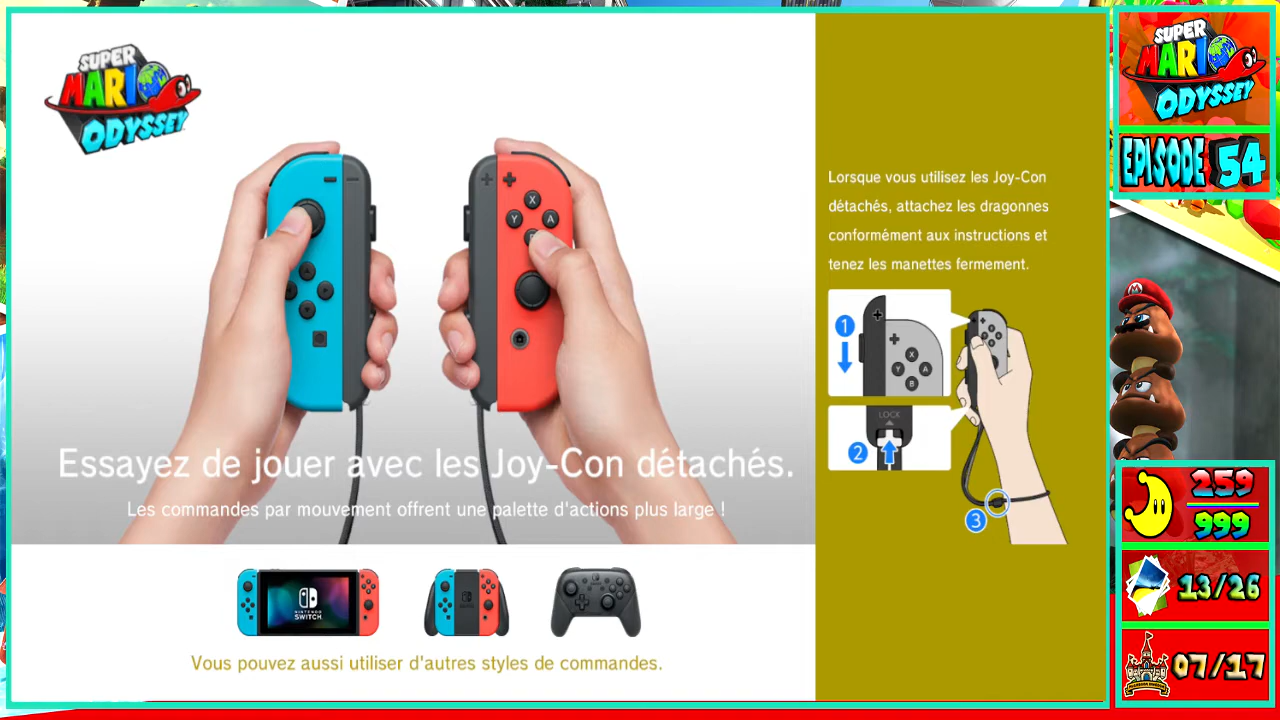 SUPER
MARIO
ODYSSEY
X
Y A
Essayez de jouer avec les Joy-Con détachés.
Les commandes par mouvement offrent une palette d'actions plus large !
NINTENDO
SWITCH
Vous pouvez aussi utiliser d'autres styles de commandes.
Lorsque vous utilisez les Joy-Con
détachés, attachez les dragonnes
conformément aux instructions et
tenez les manettes fermement.
1
X
Y A
B
LOCK
2
3
SUPER
MARIO
ODYSSEY
EPISODE 54
259
999
13/26
07/17